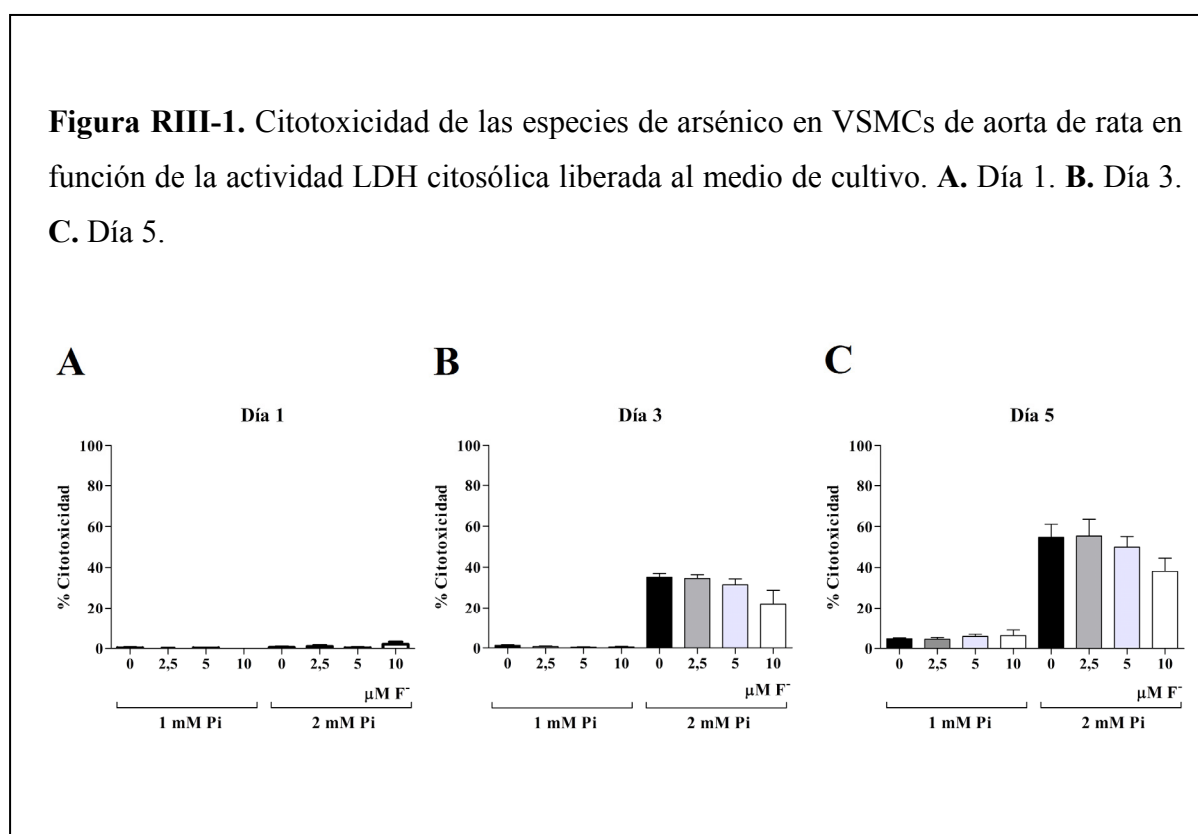 Figura RIII-1. Citotoxicidad de las especies de arsénico en VSMCs de aorta de rata en
función de la actividad LDH citosólica liberada al medio de cultivo. A. Día 1. B. Día 3.
C. Día 5.
A
Día 1
% Citotoxicidad
100
80
60
40
20
0
0 2,5 5 10 0 2,5 5 10
µM F-
1 mM Pi 2 mM Pi
B
Día 3
% Citotoxicidad
100
80
60
40
20
0
0 2,5 5 10 0 2,5 5 10
µM F-
1 mM Pi 2 mM Pi
C
Día 5
% Citotoxicidad
100
80
60
40
20
0
0 2,5 5 10 0 2,5 5 10
µM F-
1 mM Pi 2 mM Pi